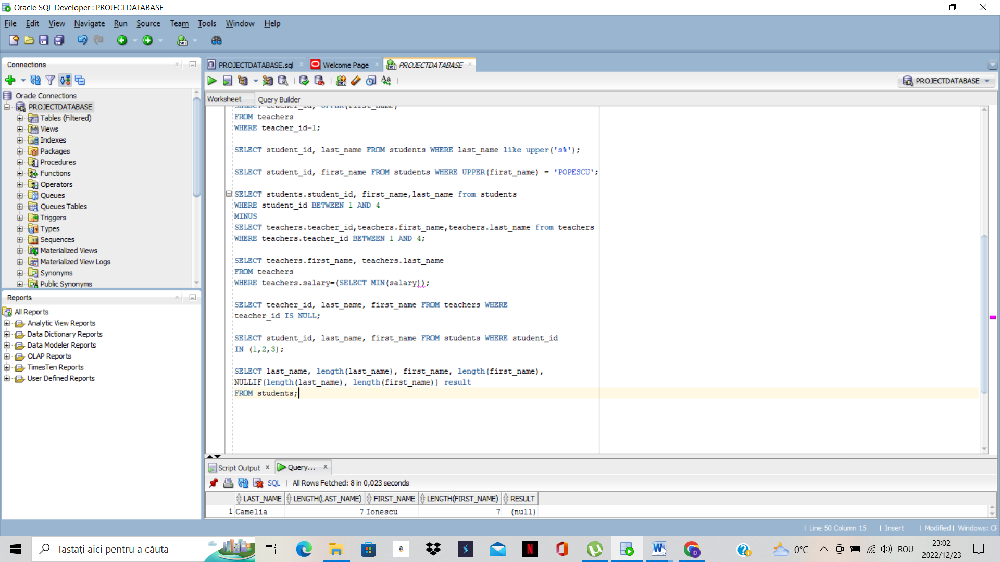 Oracle SQL Developer : PROJECTDATABASE
File Edit View Navigate Run Source Team Tools Window Help
Connections
Oracle Connections
PROJECTDATABASE
Tables (Filtered)
Views
Indexes
Packages
Procedures
Functions
Operators
Queues
Queues Tables
Triggers
Types
Sequences
Materialized Views
Materialized View Logs
Synonyms
Public Synonyms
Reports
All Reports
Analytic View Reports
Data Dictionary Reports
Data Modeler Reports
OLAP Reports
TimesTen Reports
User Defined Reports
PROJECTDATABASE.sql Welcome Page PROJECTDATABASE
SQL Aa PROJECTDATABASE
Worksheet Query Builder
SELECT teacher_id, UPPER(first_name)
FROM teachers
WHERE teacher_id=1;
SELECT student_id, last_name FROM students WHERE last_name like upper('s%');
SELECT student_id, first_name FROM students WHERE UPPER(first_name) = 'POPESCU';
SELECT students.student_id, first_name,last_name from students
WHERE student_id BETWEEN 1 AND 4
MINUS
SELECT teachers.teacher_id,teachers.first_name,teachers.last_name from teachers
WHERE teachers.teacher_id BETWEEN 1 AND 4;
SELECT teachers.first_name, teachers.last_name
FROM teachers
WHERE teachers.salary=(SELECT MIN(salary));
SELECT teacher_id, last_name, first_name FROM teachers WHERE
teacher_id IS NULL;
SELECT student_id, last_name, first_name FROM students WHERE student_id
IN (1,2,3);
SELECT last_name, length(last_name), first_name, length(first_name),
NULLIF(length(last_name), length(first_name)) result
FROM students;
Script Output Query...
SQL All Rows Fetched: 8 in 0,023 seconds
LAST_NAME LENGTH(LAST_NAME) FIRST_NAME LENGTH(FIRST_NAME) RESULT
1 Camelia 7 Ionescu 7 (null)
Line 50 Column 15 Insert Modified Windows: CF
Tastați aici pentru a căuta
0°C ROU 23:02
2022/12/23